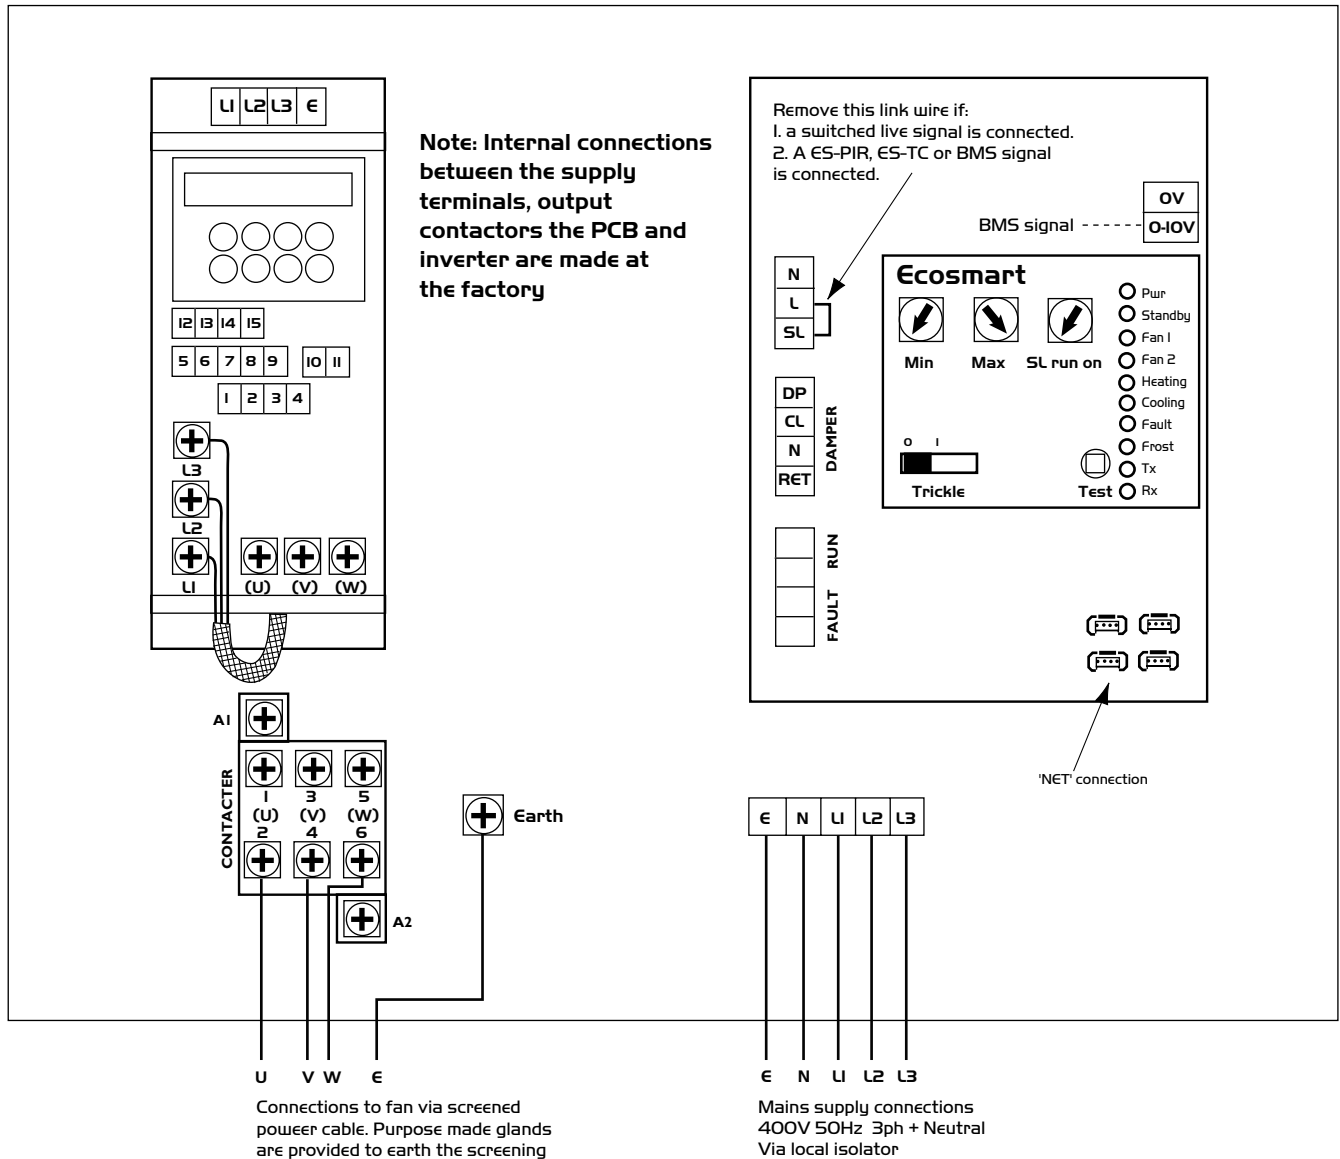 L1 L2 L3 E
Note: Internal connections
between the supply
terminals, output
contactors the PCB and
inverter are made at
the factory
12 13 14 15
5 6 7 8 9 10 11
1 2 3 4
L3
L2
L1 (U) (V) (W)
A1
CONTACTER
1 3 5
(U) (V) (W)
2 4 6
A2
Earth
U V W E
Connections to fan via screened
power cable. Purpose made glands
are provided to earth the screening
Remove this link wire if:
1. a switched live signal is connected.
2. A ES-PIR, ES-TC or BMS signal
is connected.
0V
BMS signal 0-10V
N
L
SL
DP
CL
N
RET
DAMPER
RUN
FAULT
Ecosmart
Min Max SL run on
0 1
Trickle
Test
Pwr
Standby
Fan 1
Fan 2
Heating
Cooling
Fault
Frost
Tx
Rx
'NET' connection
E N L1 L2 L3
E N L1 L2 L3
Mains supply connections
400V 50Hz 3ph + Neutral
Via local isolator